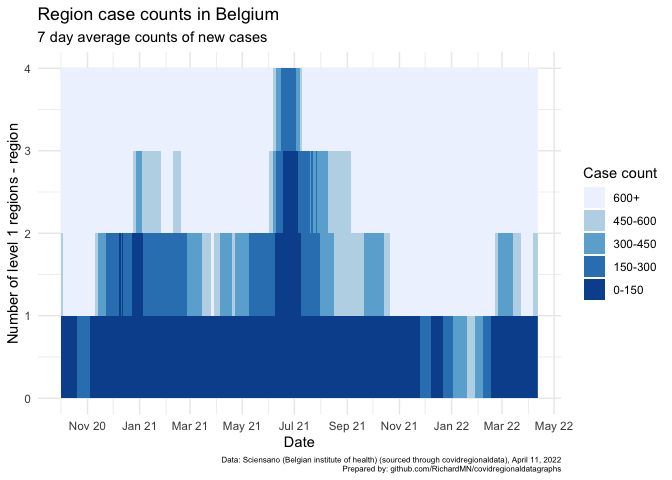 Region case counts in Belgium
7 day average counts of new cases
Number of level 1 regions - region
4
3
2
1
0
Nov 20
Jan 21
Mar 21
May 21
Jul 21
Sep 21
Nov 21
Jan 22
Mar 22
May 22
Date
Case count
600+
450-600
300-450
150-300
0-150
Data: Sciensano (Belgian institute of health) (sourced through covidregionaldata), April 11, 2022
Prepared by: github.com/RichardMN/covidregionaldatagraphs